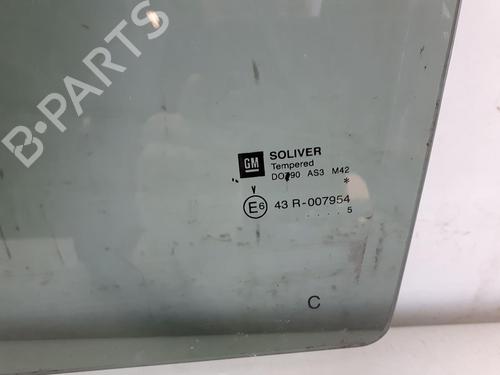 B-PARTS
GM
SOLIVER
Tempered
AS3 M42
*
V
E6 43 R-007954
. . . . 5
C